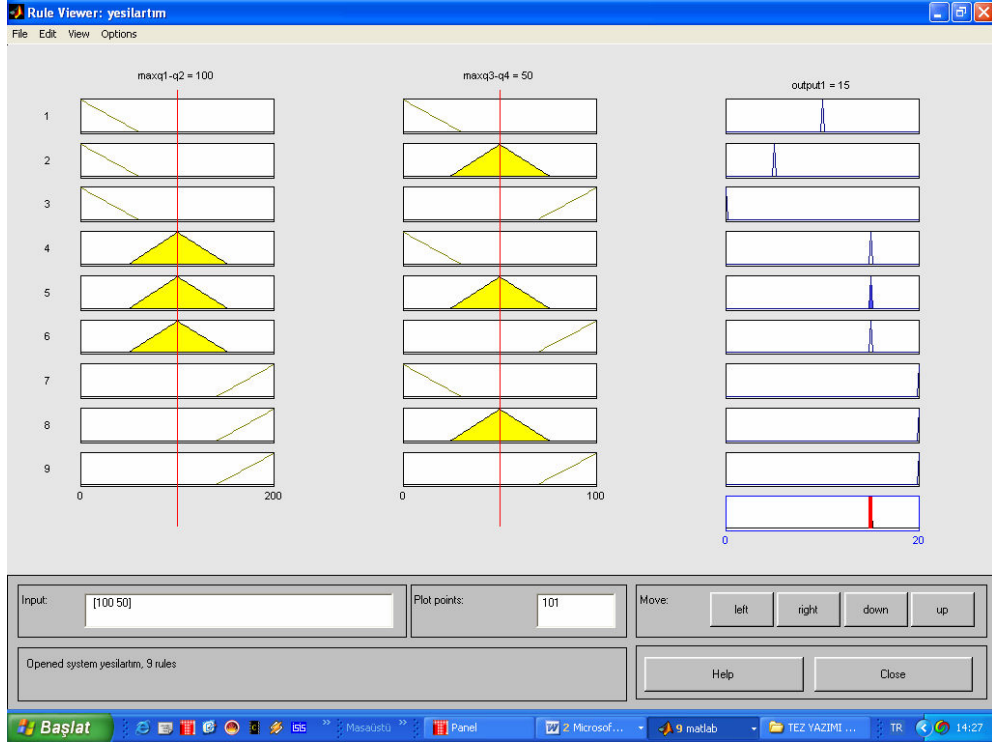 Rule Viewer: yesilartım
File Edit View Options
maxq1-q2 = 100
maxq3-q4 = 50
output1 = 15
1
2
3
4
5
6
7
8
9
0 200
0 100
0 20
Input:
[100 50]
Plot points:
101
Move:
left
right
down
up
Opened system yesilartım, 9 rules
Help
Close
Başlat
ISIS
»
Masaüstü
»
Panel
2 Microsof...
9 matlab
TEZ YAZIMI ...
TR
14:27